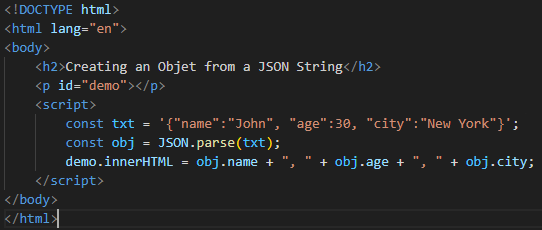 <!DOCTYPE html>
<html lang="en">
<body>
    <h2>Creating an Objet from a JSON String</h2>
    <p id="demo"></p>
    <script>
        const txt = '{"name":"John", "age":30, "city":"New York"}';
        const obj = JSON.parse(txt);
        demo.innerHTML = obj.name + ", " + obj.age + ", " + obj.city;
    </script>
</body>
</html>